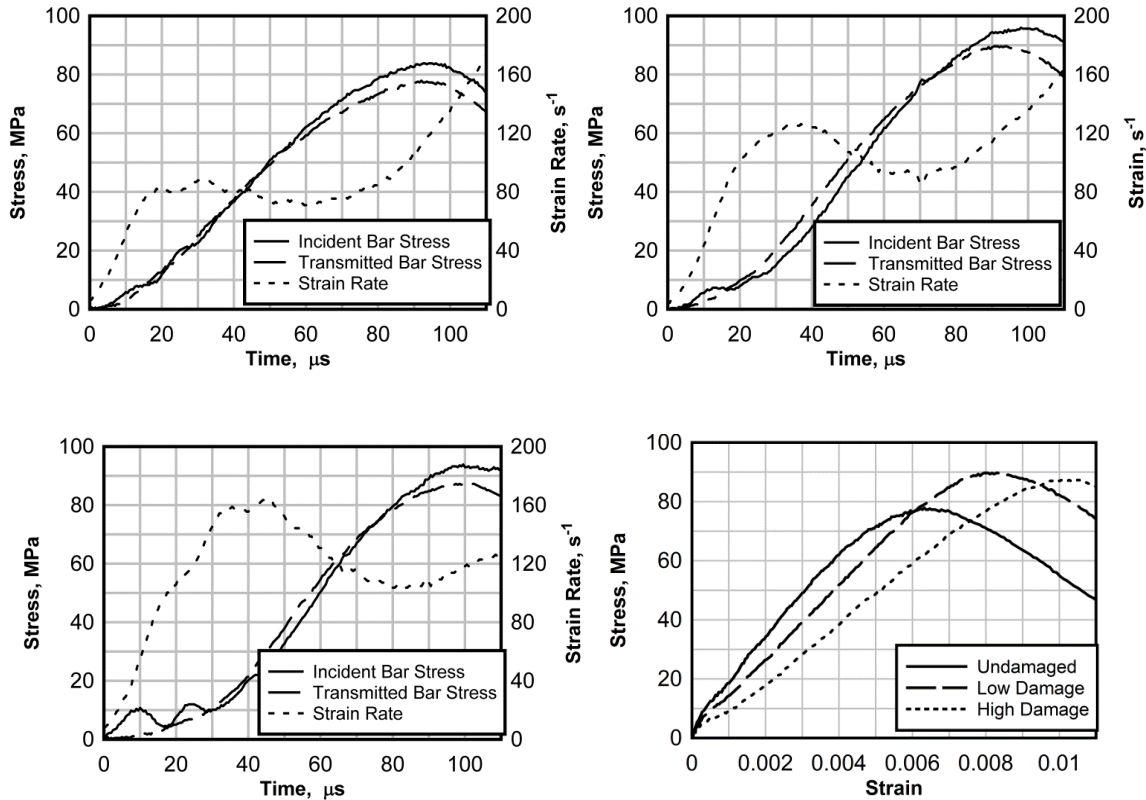 100
80
60
40
20
0
Stress, MPa
200
160
120
80
40
0
Strain Rate, s-1
Incident Bar Stress
Transmitted Bar Stress
Strain Rate
0 20 40 60 80 100
Time, μs
100
80
60
40
20
0
Stress, MPa
200
160
120
80
40
0
Strain, s-1
Incident Bar Stress
Transmitted Bar Stress
Strain Rate
0 20 40 60 80 100
Time, μs
100
80
60
40
20
0
Stress, MPa
200
160
120
80
40
0
Strain Rate, s-1
Incident Bar Stress
Transmitted Bar Stress
Strain Rate
0 20 40 60 80 100
Time, μs
100
80
60
40
20
0
Stress, MPa
Undamaged
Low Damage
High Damage
0 0.002 0.004 0.006 0.008 0.01
Strain